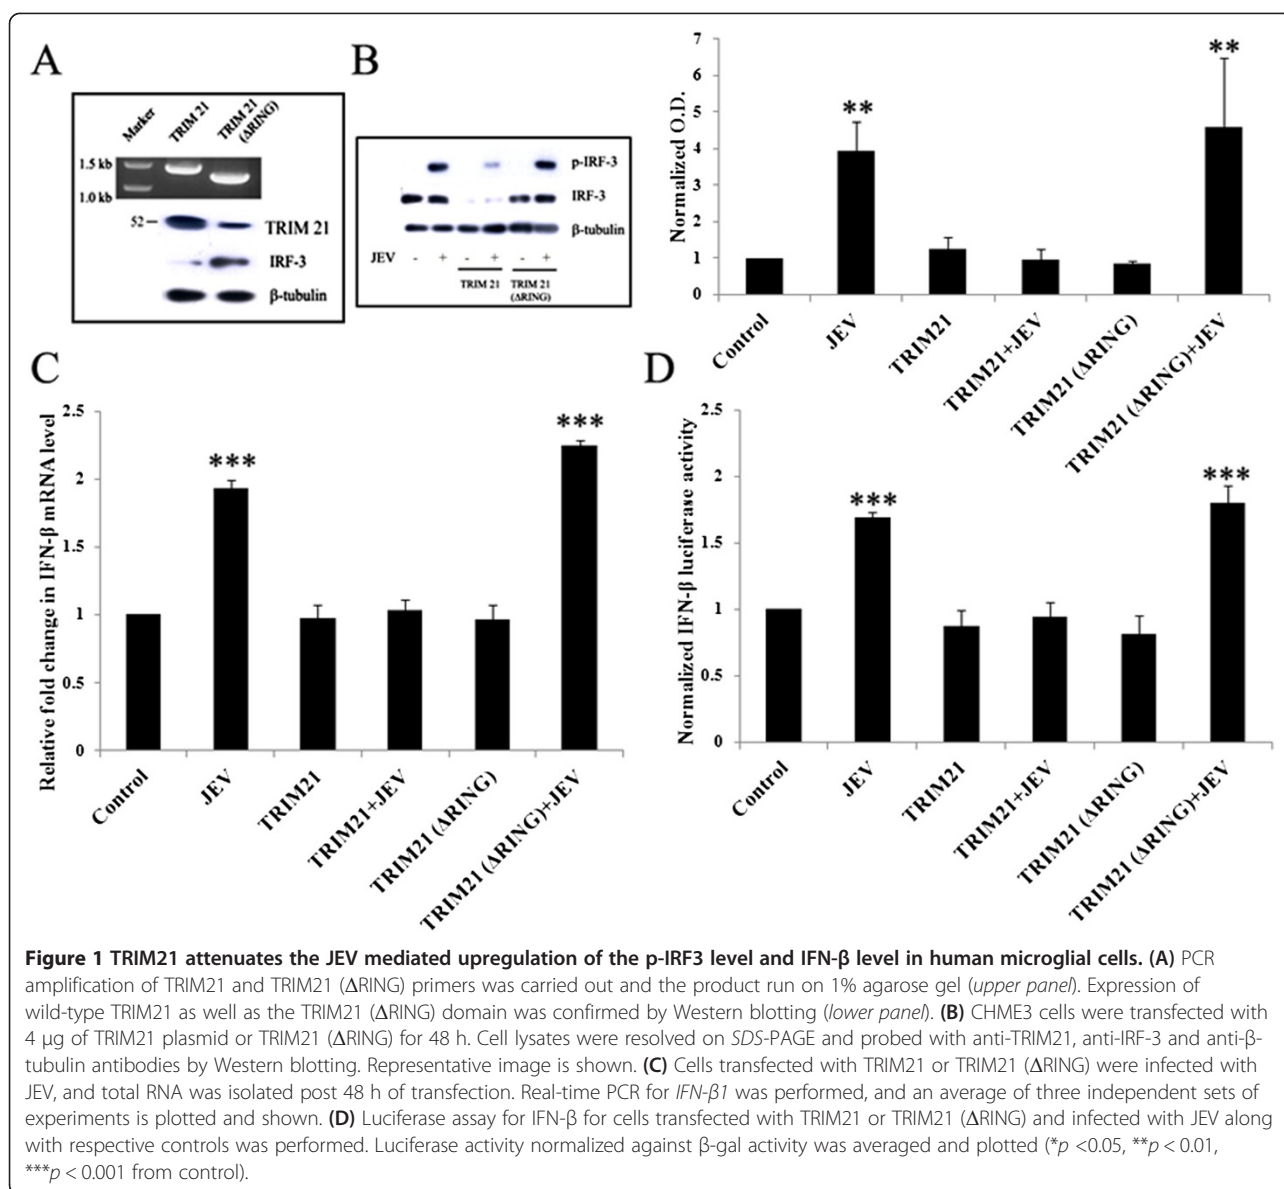 A
Marker
TRIM 21
TRIM 21
(ΔRING)
1.5 kb
1.0 kb
52
TRIM 21
IRF-3
β-tubulin
B
p-IRF-3
IRF-3
β-tubulin
JEV - + - + - +
TRIM 21
TRIM 21
(ΔRING)
Normalized O.D.
7
6
5
4
3
2
1
0
**
**
Control
JEV
TRIM21
TRIM21+JEV
TRIM21 (ΔRING)
TRIM21 (ΔRING)+JEV
C
Relative fold change in IFN-β mRNA level
2.5
2
1.5
1
0.5
0
***
***
Control
JEV
TRIM21
TRIM21+JEV
TRIM21 (ΔRING)
TRIM21 (ΔRING)+JEV
D
Normalized IFN-β luciferase activity
2.5
2
1.5
1
0.5
0
***
***
Control
JEV
TRIM21
TRIM21+JEV
TRIM21 (ΔRING)
TRIM21 (ΔRING)+JEV
Figure 1 TRIM21 attenuates the JEV mediated upregulation of the p-IRF3 level and IFN-β level in human microglial cells. (A) PCR
amplification of TRIM21 and TRIM21 (ΔRING) primers was carried out and the product run on 1% agarose gel (upper panel). Expression of
wild-type TRIM21 as well as the TRIM21 (ΔRING) domain was confirmed by Western blotting (lower panel). (B) CHME3 cells were transfected with
4 μg of TRIM21 plasmid or TRIM21 (ΔRING) for 48 h. Cell lysates were resolved on SDS-PAGE and probed with anti-TRIM21, anti-IRF-3 and anti-β-
tubulin antibodies by Western blotting. Representative image is shown. (C) Cells transfected with TRIM21 or TRIM21 (ΔRING) were infected with
JEV, and total RNA was isolated post 48 h of transfection. Real-time PCR for IFN-β1 was performed, and an average of three independent sets of
experiments is plotted and shown. (D) Luciferase assay for IFN-β for cells transfected with TRIM21 or TRIM21 (ΔRING) and infected with JEV along
with respective controls was performed. Luciferase activity normalized against β-gal activity was averaged and plotted (*p <0.05, **p < 0.01,
***p < 0.001 from control).